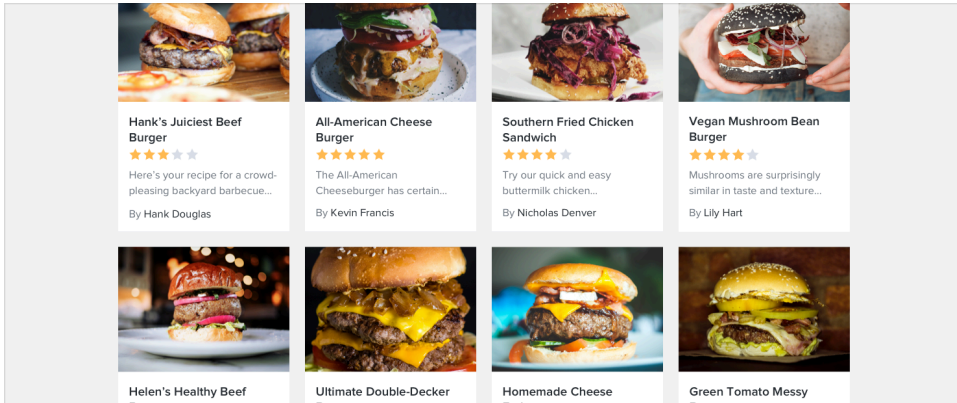 Hank's Juiciest Beef
Burger
Here's your recipe for a crowd-
pleasing backyard barbecue...
By Hank Douglas
All-American Cheese
Burger
The All-American
Cheeseburger has certain...
By Kevin Francis
Southern Fried Chicken
Sandwich
Try our quick and easy
buttermilk chicken...
By Nicholas Denver
Vegan Mushroom Bean
Burger
Mushrooms are surprisingly
similar in taste and texture...
By Lily Hart
Helen's Healthy Beef
Ultimate Double-Decker
Homemade Cheese
Green Tomato Messy